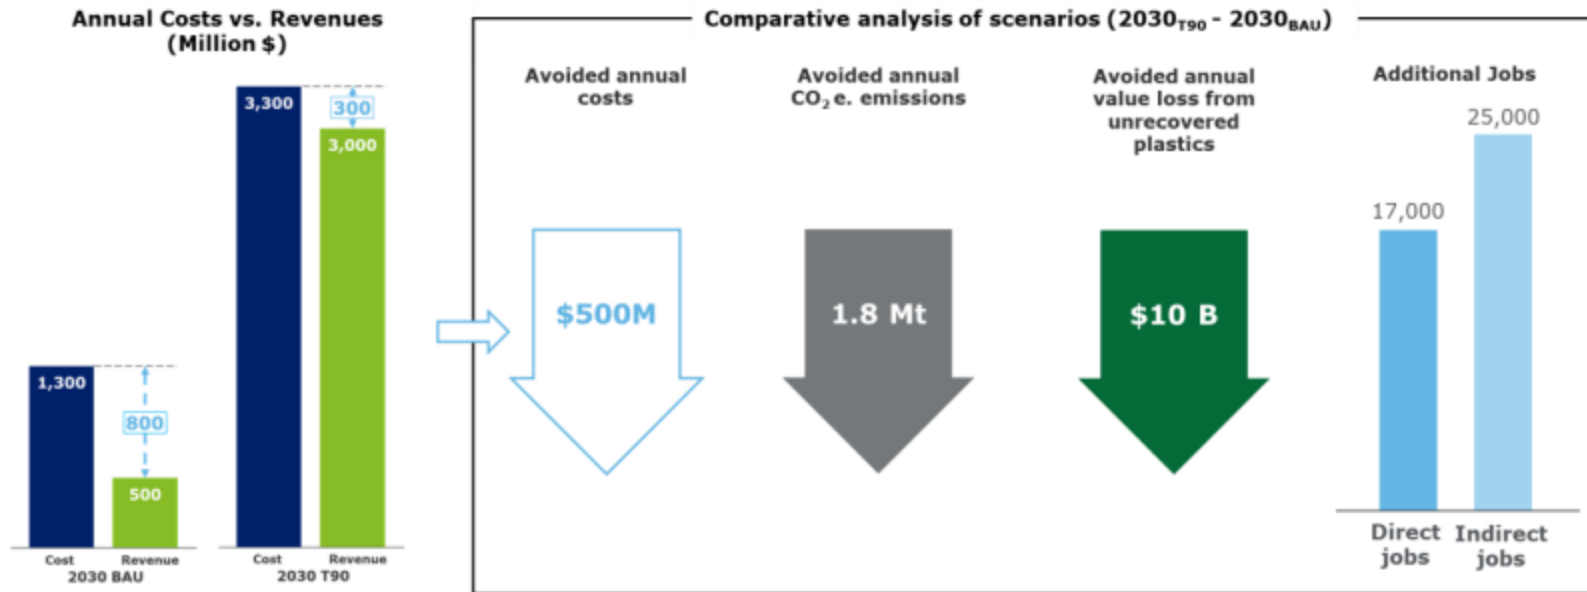 Annual Costs vs. Revenues
(Million $)
3,300
300
3,000
1,300
800
500
Cost
Revenue
2030 BAU
Cost
Revenue
2030 T90
Comparative analysis of scenarios (2030T90 - 2030BAU)
Avoided annual
costs
$500M
Avoided annual
CO2 e. emissions
1.8 Mt
Avoided annual
value loss from
unrecovered
plastics
$10 B
Additional Jobs
25,000
17,000
Direct
jobs
Indirect
jobs